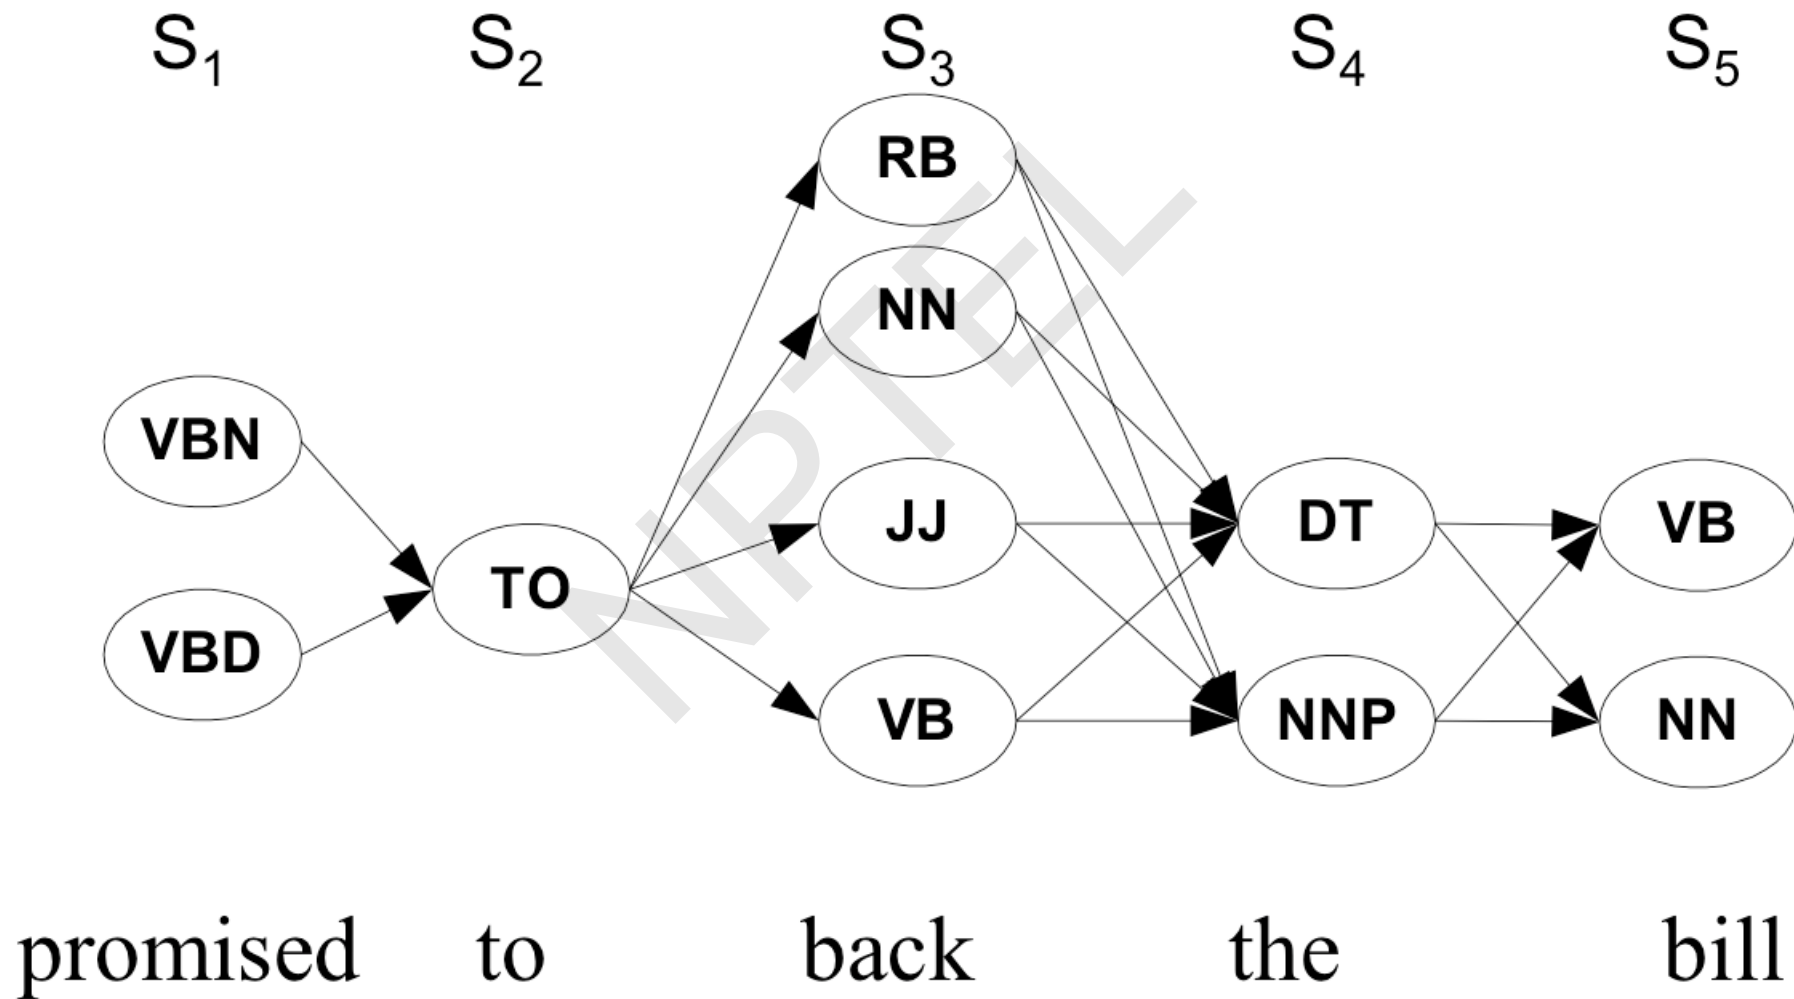 S1 S2 S3 S4 S5
RB
NN
VBN
JJ DT VB
TO
VBD
VB NNP NN
promised to back the bill
NPTEL